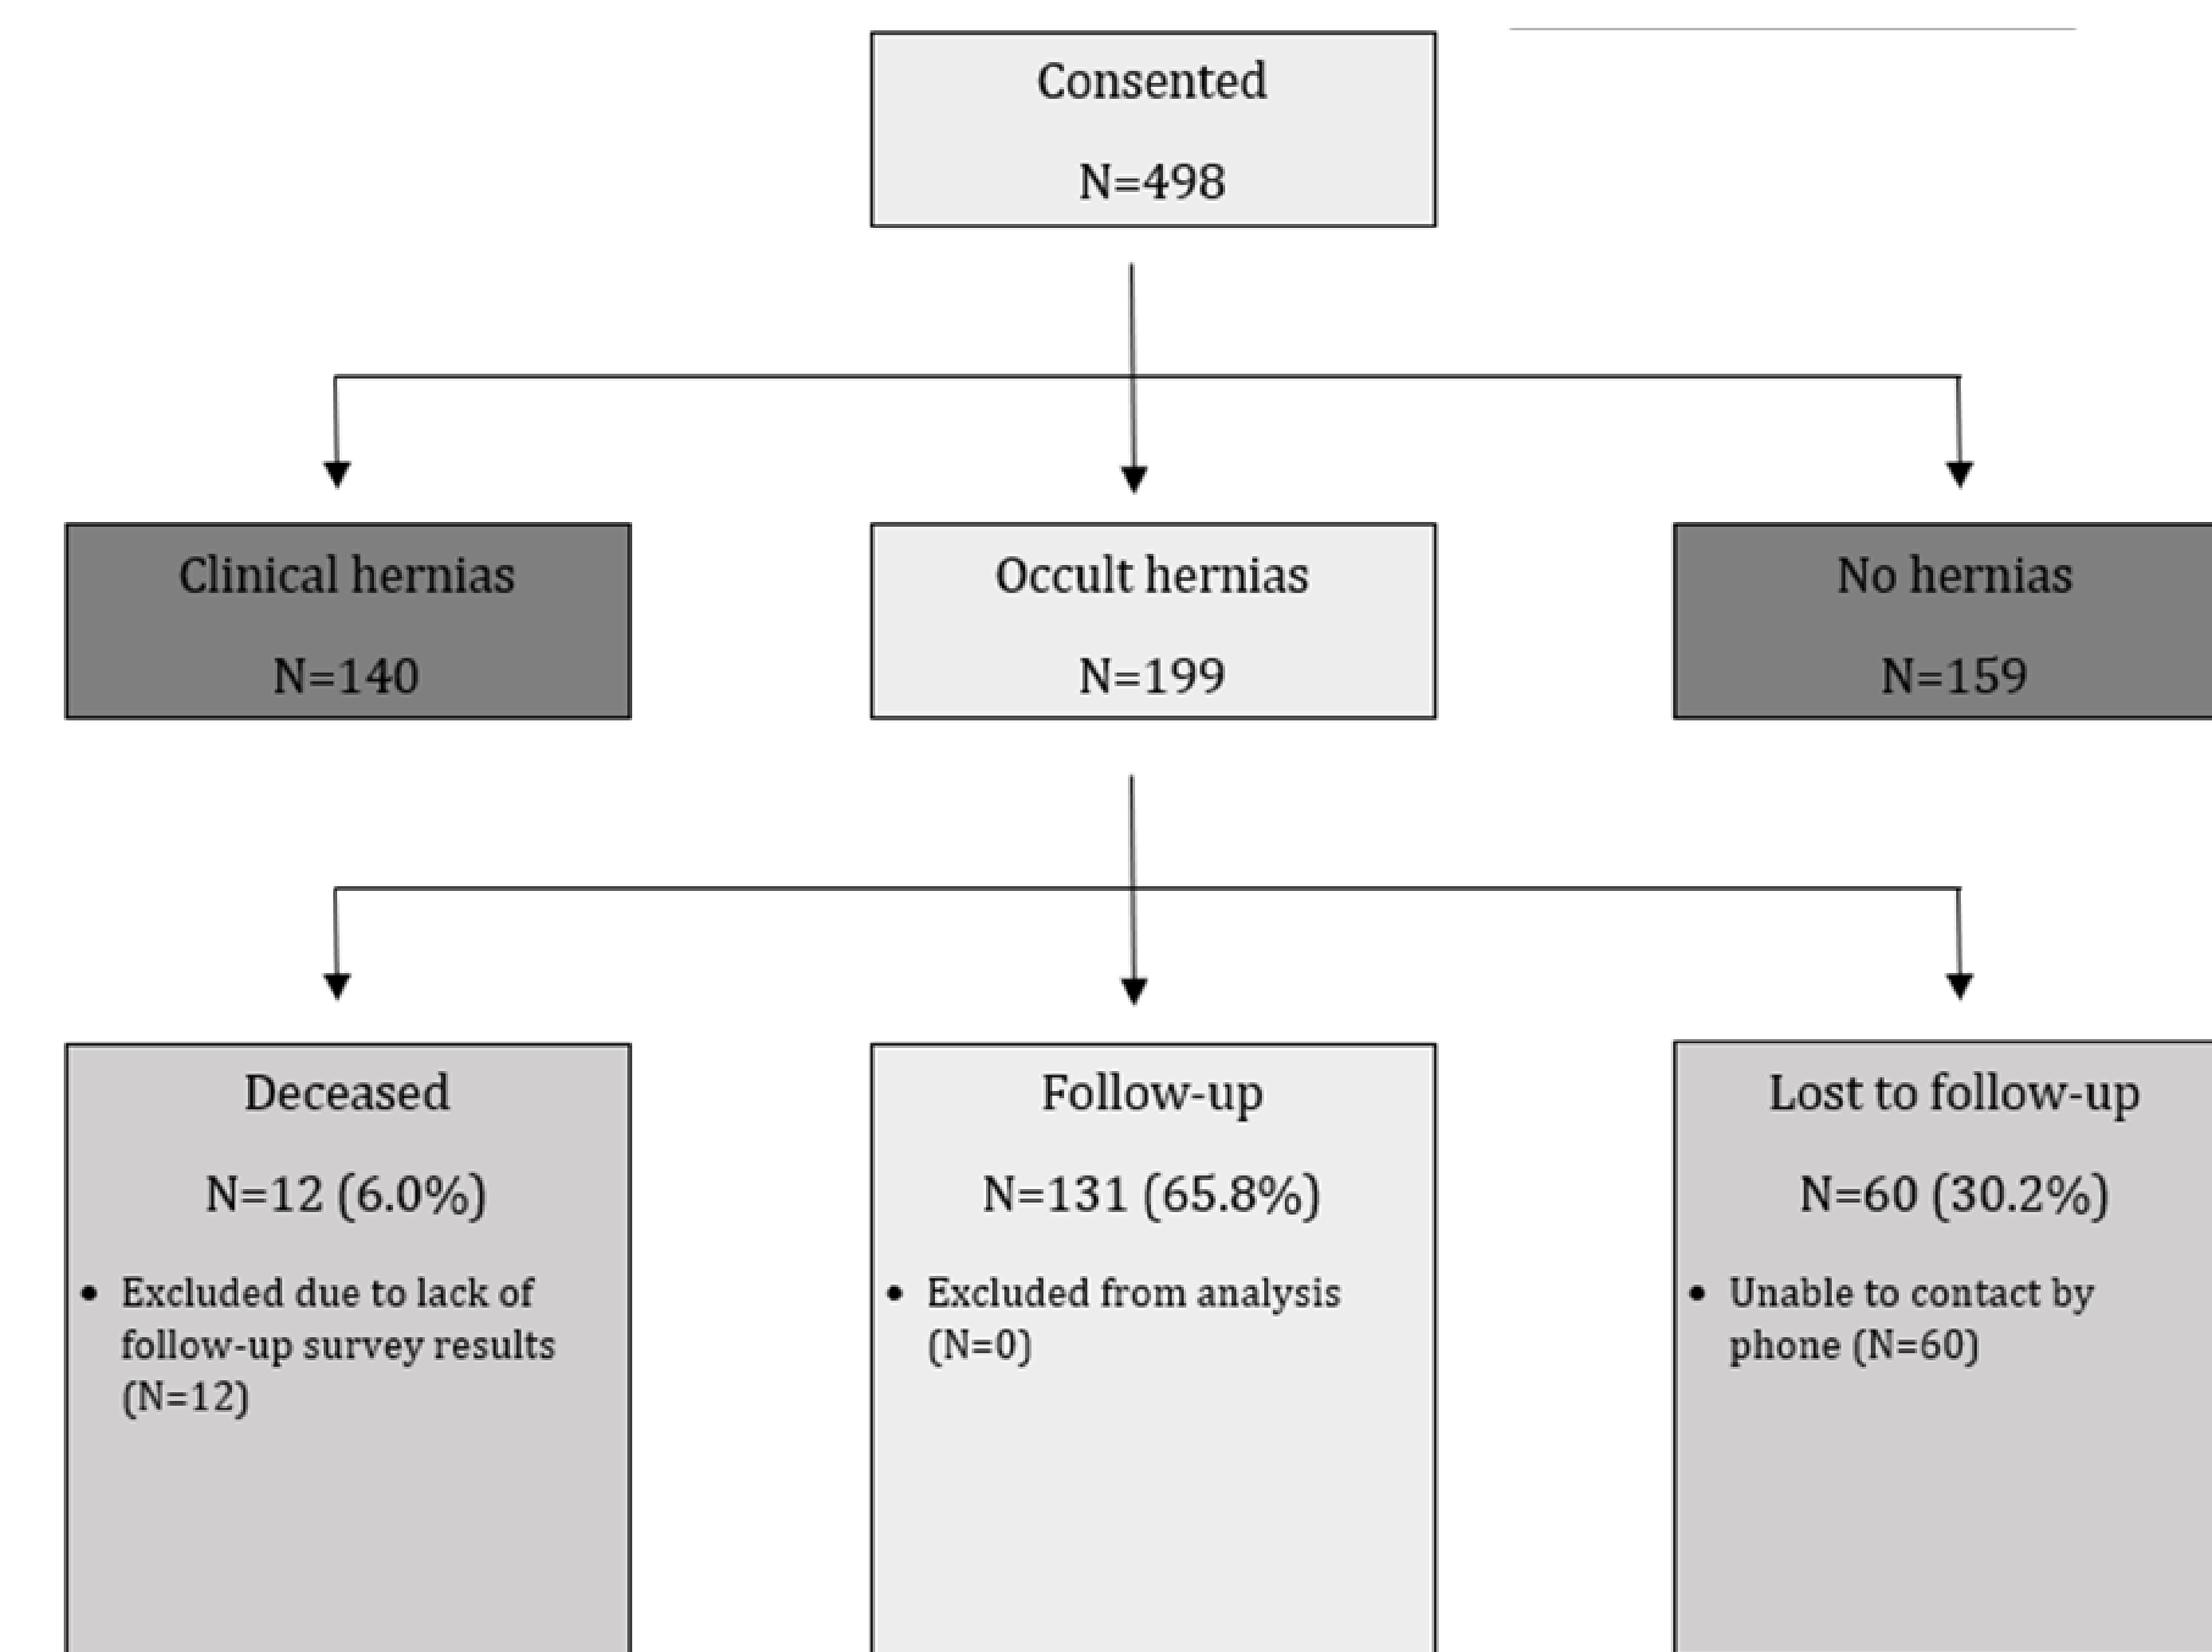 Consented
N=498
Clinical hernias
N=140
Occult hernias
N=199
No hernias
N=159
Deceased
N=12 (6.0%)
• Excluded due to lack of
follow-up survey results
(N=12)
Follow-up
N=131 (65.8%)
• Excluded from analysis
(N=0)
Lost to follow-up
N=60 (30.2%)
• Unable to contact by
phone (N=60)